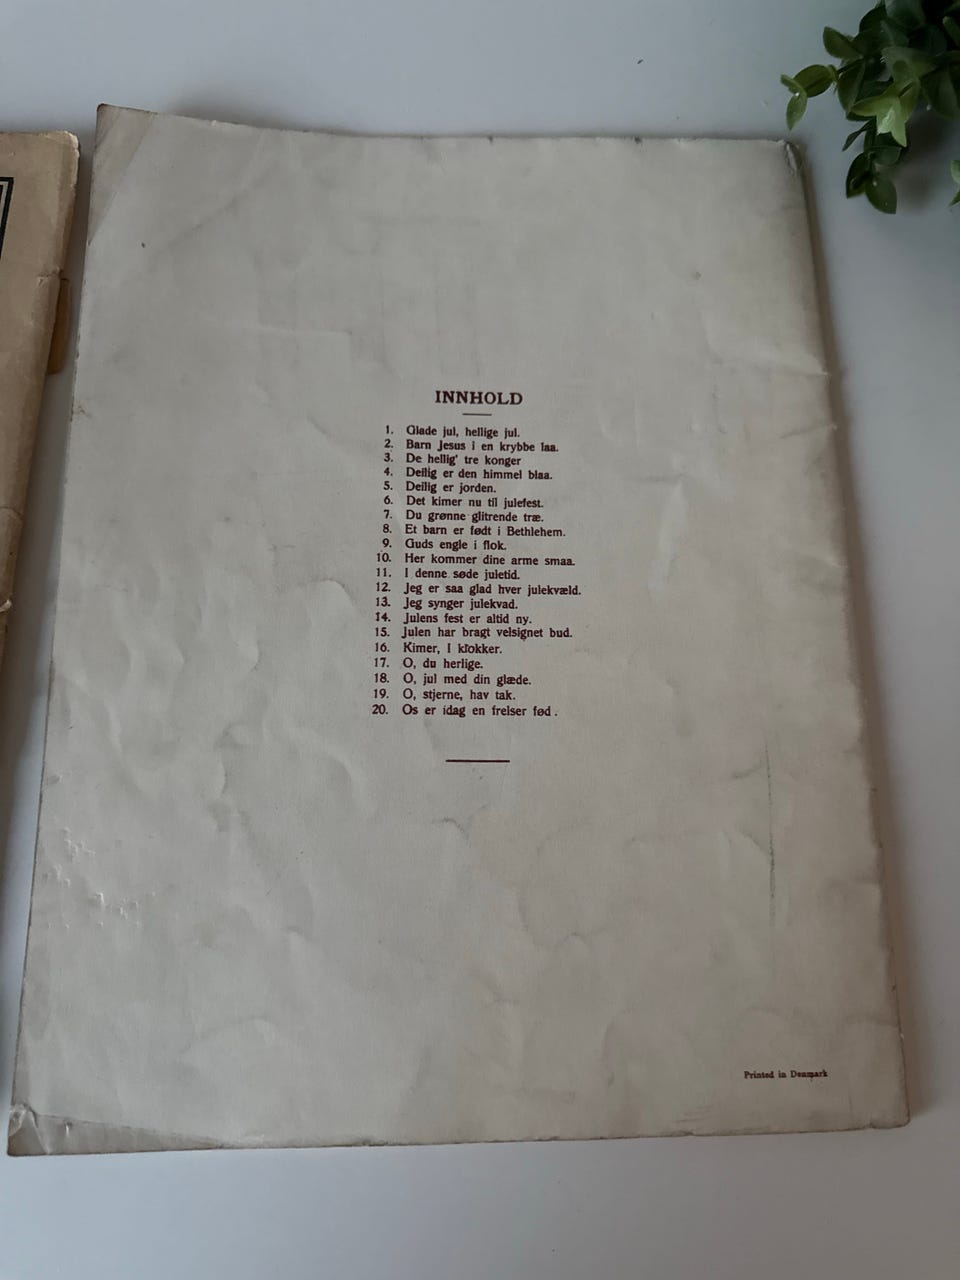 INNHOLD
1. Glade jul, hellige jul.
2. Barn Jesus i en krybbe laa.
3. De hellig' tre konger
4. Deilig er den himmel blaa.
5. Deilig er jorden.
6. Det kimer nu til julefest.
7. Du grønne glitrende træ.
8. Et barn er født i Bethlehem.
9. Guds engle i flok.
10. Her kommer dine arme smaa.
11. I denne søde juletid.
12. Jeg er saa glad hver julekvæld.
13. Jeg synger julekvad.
14. Julens fest er altid ny.
15. Julen har bragt velsignet bud.
16. Kimer, I klokker.
17. O, du herlige.
18. O, jul med din glæde.
19. O, stjerne, hav tak.
20. Os er idag en frelser fød.
Printed in Denmark